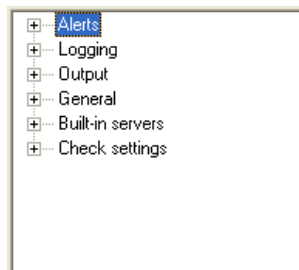 Alerts
Logging
Output
General
Built-in servers
Check settings